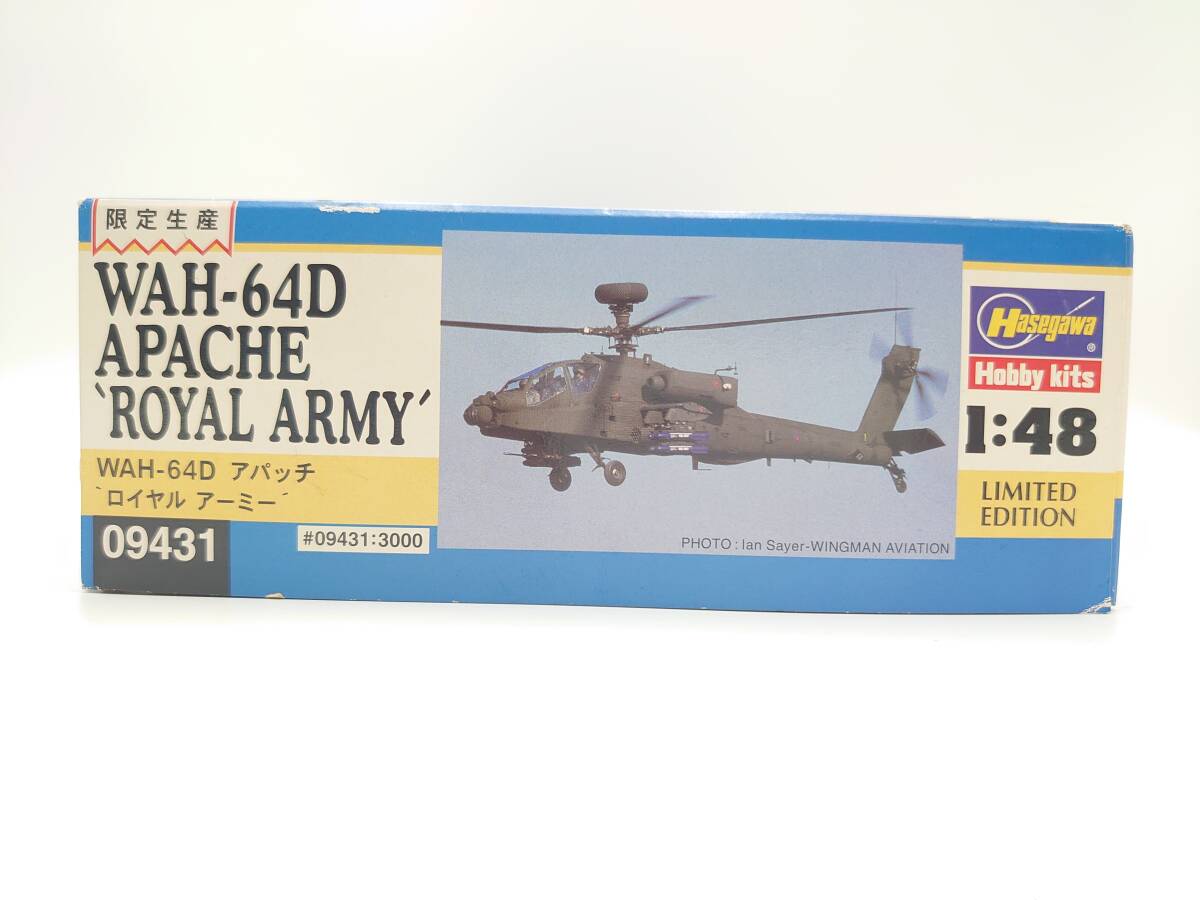 限定生産
WAH-64D
APACHE
`ROYAL ARMY´
WAH-64D アパッチ
`ロイヤル アーミー´
09431
#09431:3000
PHOTO : Ian Sayer-WINGMAN AVIATION
Hasegawa®
Hobby kits
1:48
LIMITED
EDITION